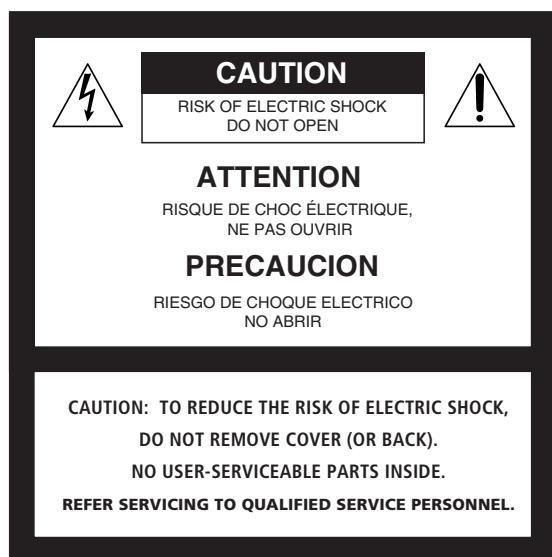 CAUTION
RISK OF ELECTRIC SHOCK
DO NOT OPEN
ATTENTION
RISQUE DE CHOC ÉLECTRIQUE,
NE PAS OUVRIR
PRECAUCION
RIESGO DE CHOQUE ELECTRICO
NO ABRIR
CAUTION: TO REDUCE THE RISK OF ELECTRIC SHOCK,
DO NOT REMOVE COVER (OR BACK).
NO USER-SERVICEABLE PARTS INSIDE.
REFER SERVICING TO QUALIFIED SERVICE PERSONNEL.